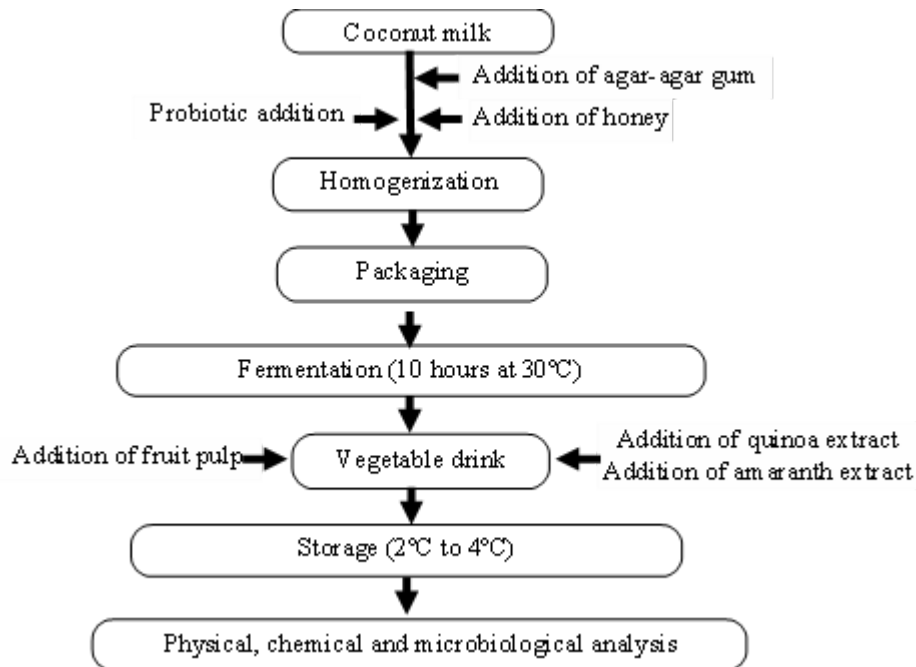 Coconut milk
Addition of agar-agar gum
Probiotic addition
Addition of honey
Homogenization
Packaging
Fermentation (10 hours at 30°C)
Addition of fruit pulp
Vegetable drink
Addition of quinoa extract
Addition of amaranth extract
Storage (2°C to 4°C)
Physical, chemical and microbiological analysis